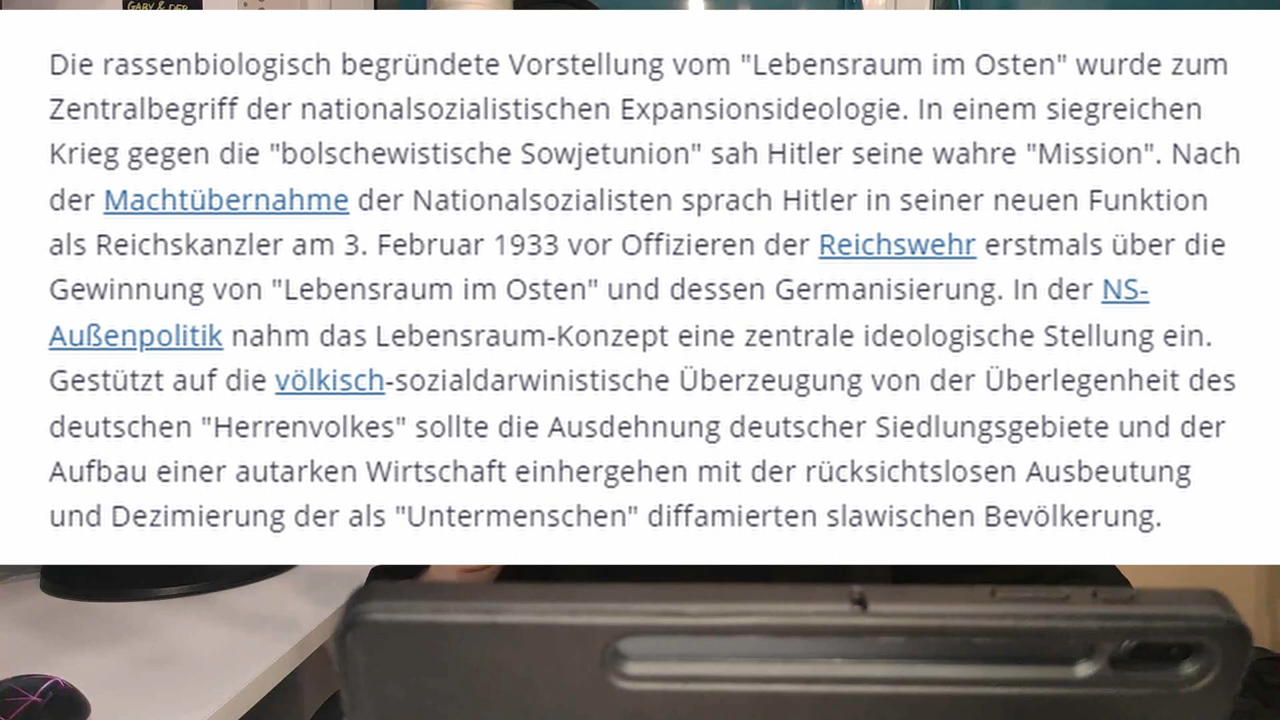 GABY & DER
Die rassenbiologisch begründete Vorstellung vom "Lebensraum im Osten" wurde zum
Zentralbegriff der nationalsozialistischen Expansionsideologie. In einem siegreichen
Krieg gegen die "bolschewistische Sowjetunion" sah Hitler seine wahre "Mission". Nach
der Machtübernahme der Nationalsozialisten sprach Hitler in seiner neuen Funktion
als Reichskanzler am 3. Februar 1933 vor Offizieren der Reichswehr erstmals über die
Gewinnung von "Lebensraum im Osten" und dessen Germanisierung. In der NS-
Außenpolitik nahm das Lebensraum-Konzept eine zentrale ideologische Stellung ein.
Gestützt auf die völkisch-sozialdarwinistische Überzeugung von der Überlegenheit des
deutschen "Herrenvolkes" sollte die Ausdehnung deutscher Siedlungsgebiete und der
Aufbau einer autarken Wirtschaft einhergehen mit der rücksichtslosen Ausbeutung
und Dezimierung der als "Untermenschen" diffamierten slawischen Bevölkerung.